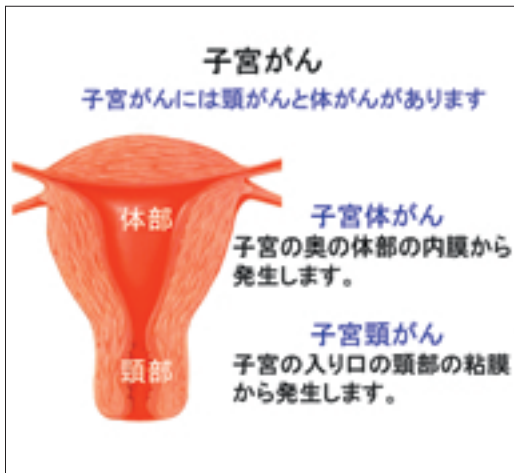 子宮がん
子宮がんには頸がんと体がんがあります
体部
子宮体がん
子宮の奥の体部の内膜から
発生します。
子宮頸がん
子宮の入り口の頸部の粘膜
から発生します。
頸部